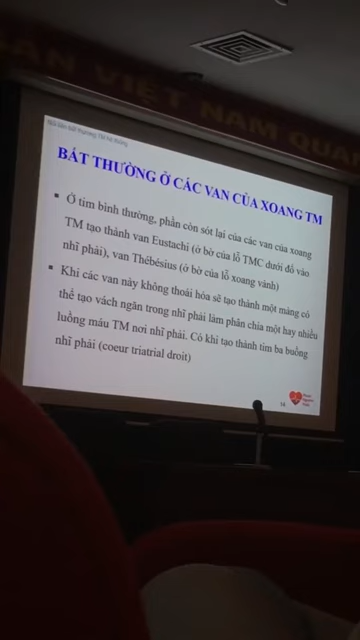 VIỆT NAM QUA
BẤT THƯỜNG Ở CÁC VAN CỦA XOANG TM
▪ Ở tim bình thường, phần còn sót lại của các van của xoang
TM tạo thành van Eustachi (ở bờ của lỗ TMC dưới đổ vào
nhĩ phải), van Thébésius (ở bờ của lỗ xoang vành)
▪ Khi các van này không thoái hóa sẽ tạo thành một màng có
thể tạo vách ngăn trong nhĩ phải làm phân chia một hay nhiều
luồng máu TM nơi nhĩ phải. Có khi tạo thành tim ba buồng
nhĩ phải (coeur triatrial droit)